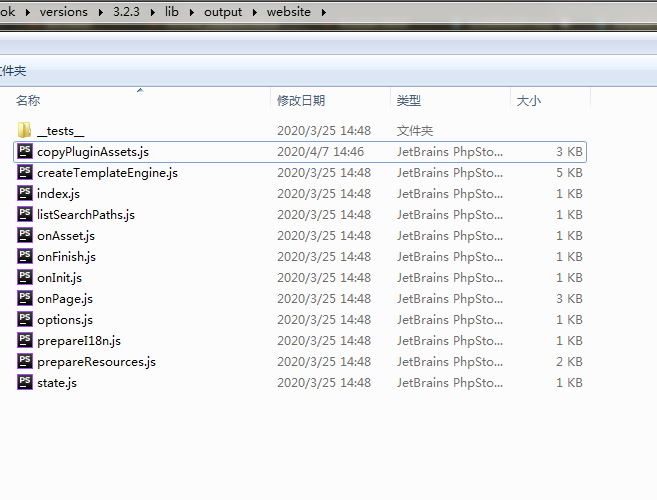 ok versions 3.2.3 lib output website
文件夹
名称 修改日期 类型 大小
__tests__ 2020/3/25 14:48 文件夹
copyPluginAssets.js 2020/4/7 14:46 JetBrains PhpSto... 3 KB
createTemplateEngine.js 2020/3/25 14:48 JetBrains PhpSto... 5 KB
index.js 2020/3/25 14:48 JetBrains PhpSto... 1 KB
listSearchPaths.js 2020/3/25 14:48 JetBrains PhpSto... 1 KB
onAsset.js 2020/3/25 14:48 JetBrains PhpSto... 1 KB
onFinish.js 2020/3/25 14:48 JetBrains PhpSto... 1 KB
onInit.js 2020/3/25 14:48 JetBrains PhpSto... 1 KB
onPage.js 2020/3/25 14:48 JetBrains PhpSto... 3 KB
options.js 2020/3/25 14:48 JetBrains PhpSto... 1 KB
prepareI18n.js 2020/3/25 14:48 JetBrains PhpSto... 1 KB
prepareResources.js 2020/3/25 14:48 JetBrains PhpSto... 2 KB
state.js 2020/3/25 14:48 JetBrains PhpSto... 1 KB